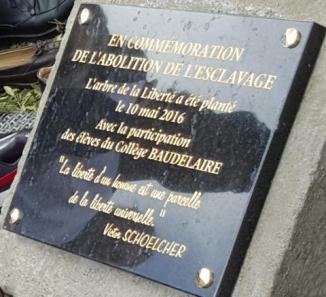 EN COMMEMORATION
DE L'ABOLITION DE L'ESCLAVAGE
L'arbre de la Liberté a été planté
le 10 mai 2016
Avec la participation
des élèves du Collège BAUDELAIRE
"La liberté d'un homme est une parcelle
de la liberté universelle."
Victor SCHOELCHER